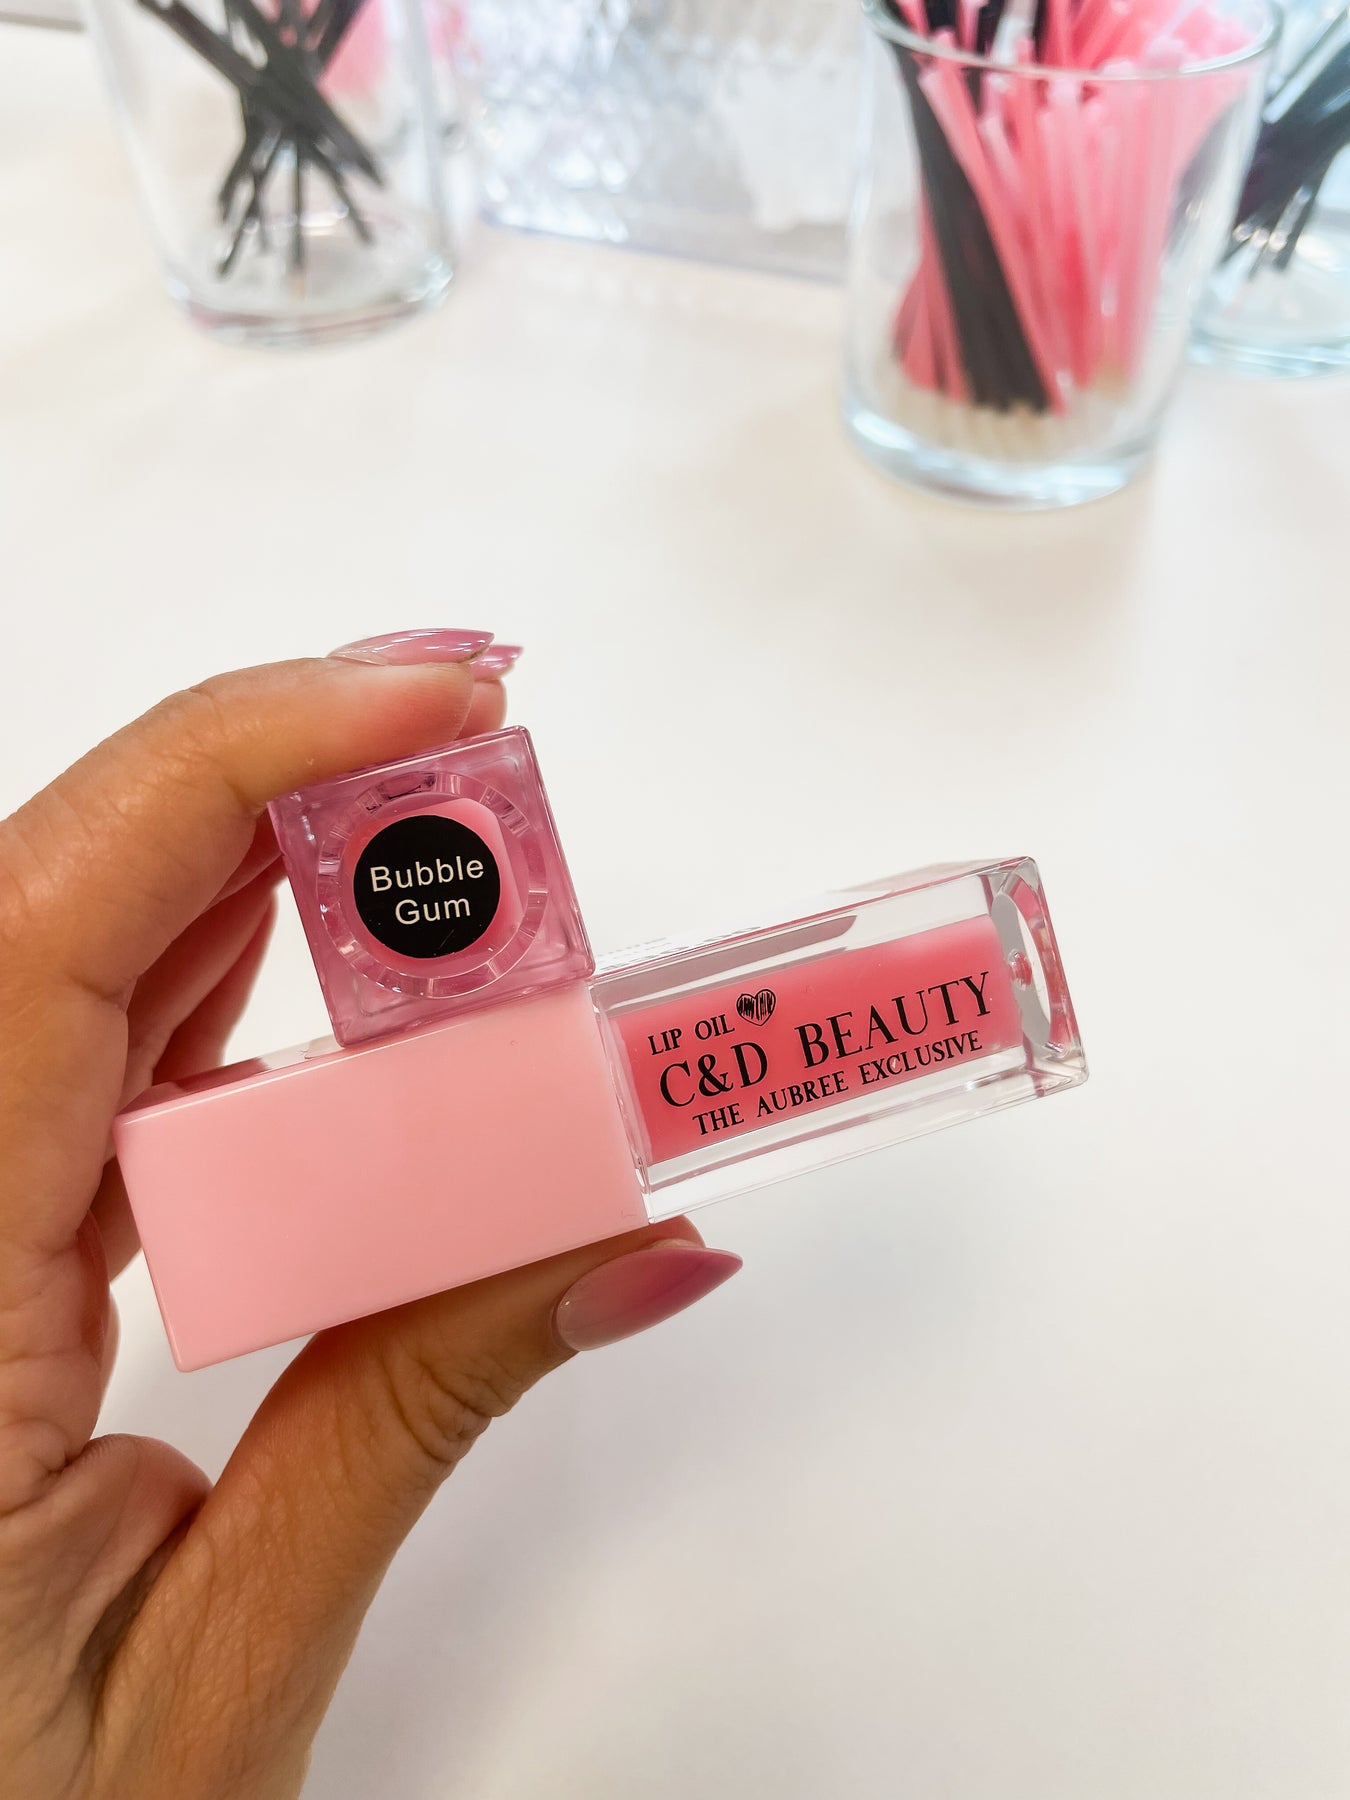 Bubble
Gum
LIP OIL
C&D BEAUTY
THE AUBREE EXCLUSIVE